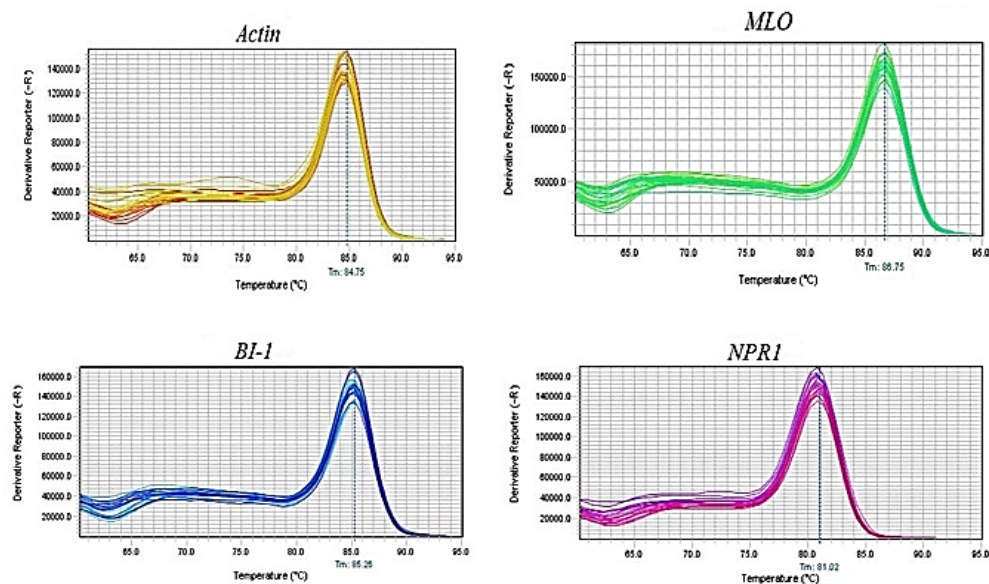 Actin
Derivative Reporter (-R')
140000.0
120000.0
100000.0
80000.0
60000.0
40000.0
20000.0
65.0 70.0 75.0 80.0 85.0 90.0 95.0
Tm: 84.75
Temperature (°C)
MLO
Derivative Reporter (-R')
150000.0
100000.0
50000.0
65.0 70.0 75.0 80.0 85.0 90.0 95.0
Tm: 86.75
Temperature (°C)
BI-1
Derivative Reporter (-R')
160000.0
140000.0
120000.0
100000.0
80000.0
60000.0
40000.0
20000.0
65.0 70.0 75.0 80.0 85.0 90.0 95.0
Tm: 85.26
Temperature (°C)
NPR1
Derivative Reporter (-R')
160000.0
140000.0
120000.0
100000.0
80000.0
60000.0
40000.0
20000.0
65.0 70.0 75.0 80.0 85.0 90.0 95.0
Tm: 81.02
Temperature (°C)